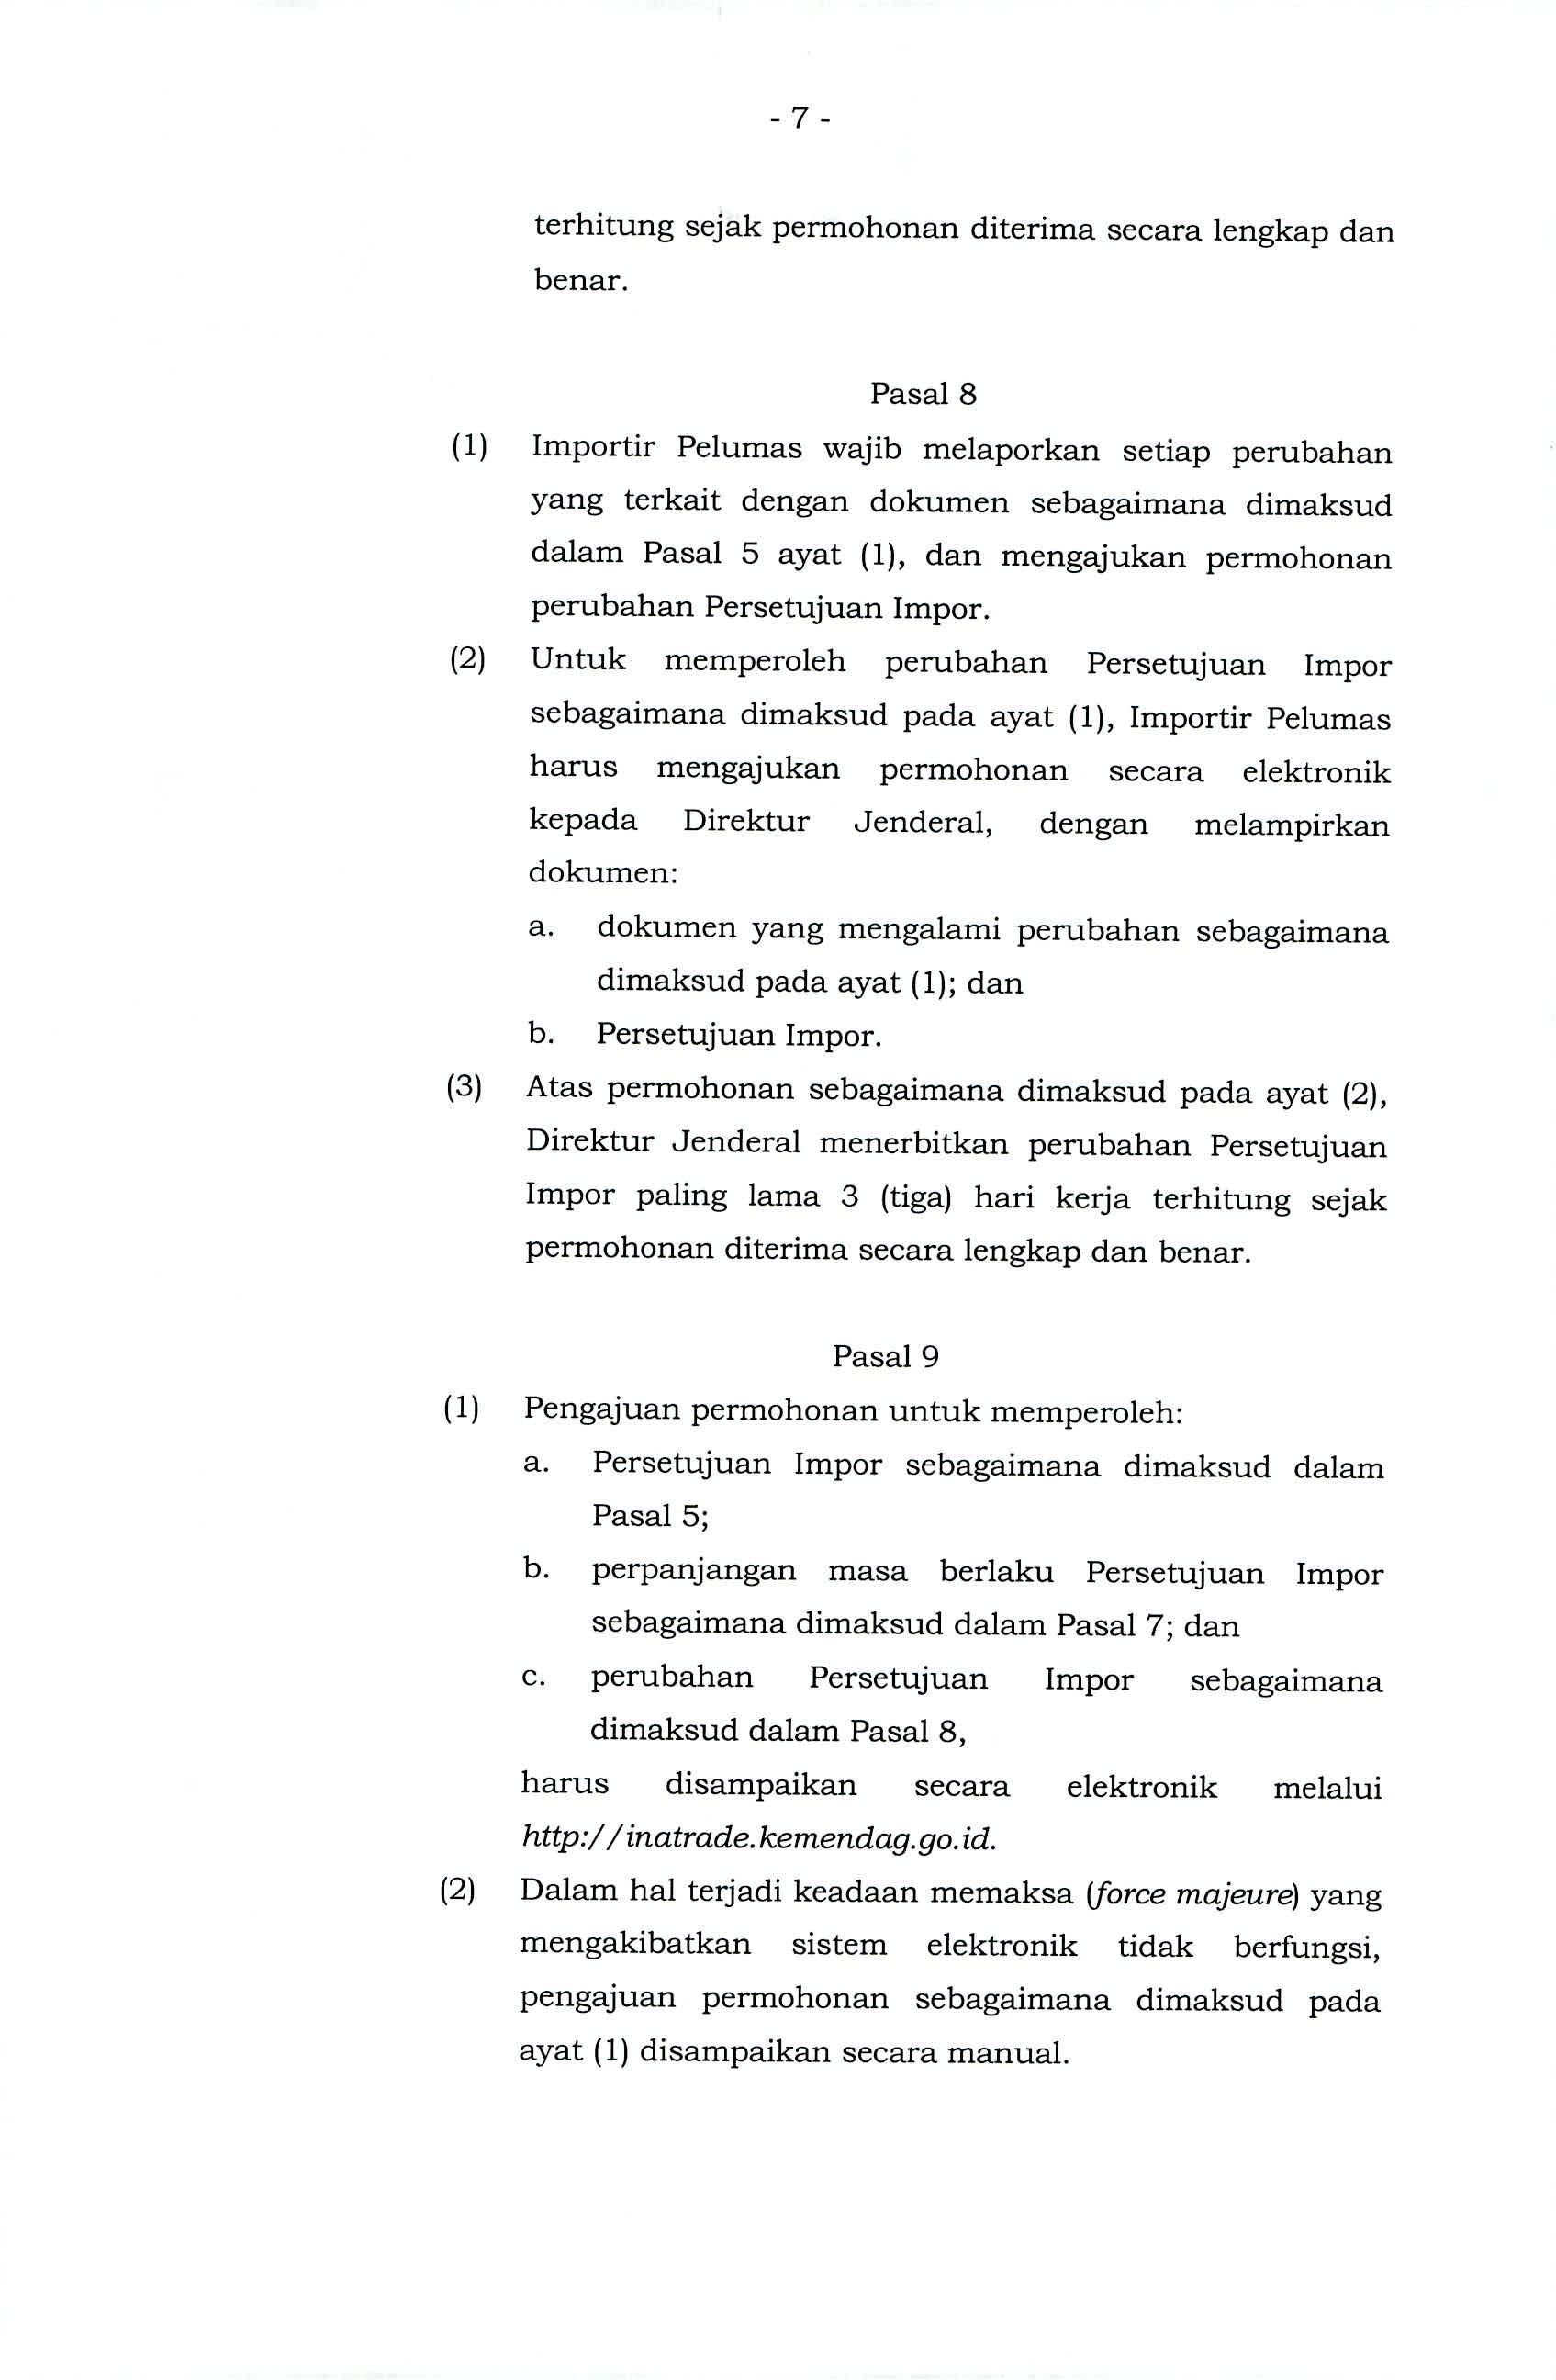 - 7 -
terhitung sejak permohonan diterima secara lengkap dan
benar.
Pasal 8
(1) Importir Pelumas wajib melaporkan setiap perubahan
yang terkait dengan dokumen sebagaimana dimaksud
dalam Pasal 5 ayat (1), dan mengajukan permohonan
perubahan Persetujuan Impor.
(2) Untuk memperoleh perubahan Persetujuan Impor
sebagaimana dimaksud pada ayat (1), Importir Pelumas
harus mengajukan permohonan secara elektronik
kepada Direktur Jenderal, dengan melampirkan
dokumen:
a. dokumen yang mengalami perubahan sebagaimana
dimaksud pada ayat (1); dan
b. Persetujuan Impor.
(3) Atas permohonan sebagaimana dimaksud pada ayat (2),
Direktur Jenderal menerbitkan perubahan Persetujuan
Impor paling lama 3 (tiga) hari kerja terhitung sejak
permohonan diterima secara lengkap dan benar.
Pasal 9
(1) Pengajuan permohonan untuk memperoleh:
a. Persetujuan Impor sebagaimana dimaksud dalam
Pasal 5;
b. perpanjangan masa berlaku Persetujuan Impor
sebagaimana dimaksud dalam Pasal 7; dan
c. perubahan Persetujuan Impor sebagaimana
dimaksud dalam Pasal 8,
harus disampaikan secara elektronik melalui
http://inatrade.kemendag.go.id.
(2) Dalam hal terjadi keadaan memaksa (force majeure) yang
mengakibatkan sistem elektronik tidak berfungsi,
pengajuan permohonan sebagaimana dimaksud pada
ayat (1) disampaikan secara manual.